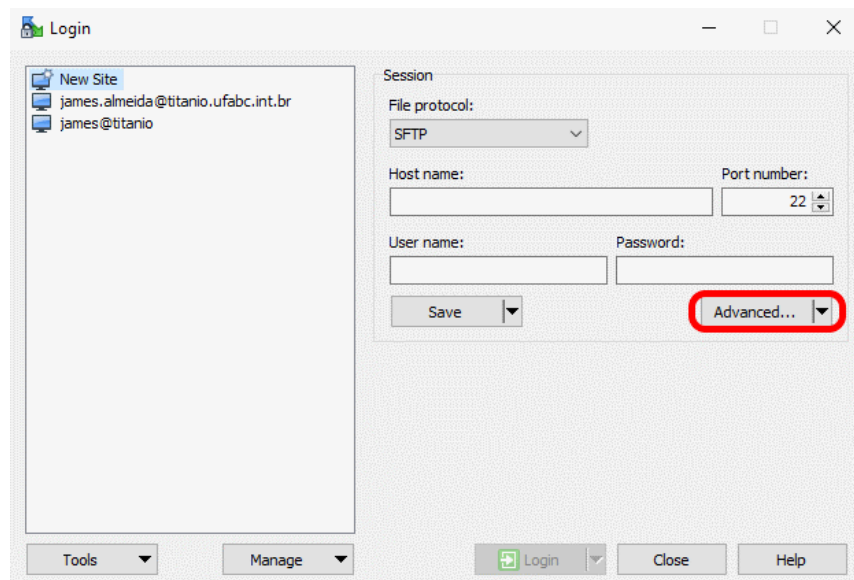 Login
New Site
james.almeida@titanio.ufabc.int.br
james@titanio
Session
File protocol:
SFTP
Host name:
Port number:
22
User name:
Password:
Save
Advanced...
Tools
Manage
Login
Close
Help